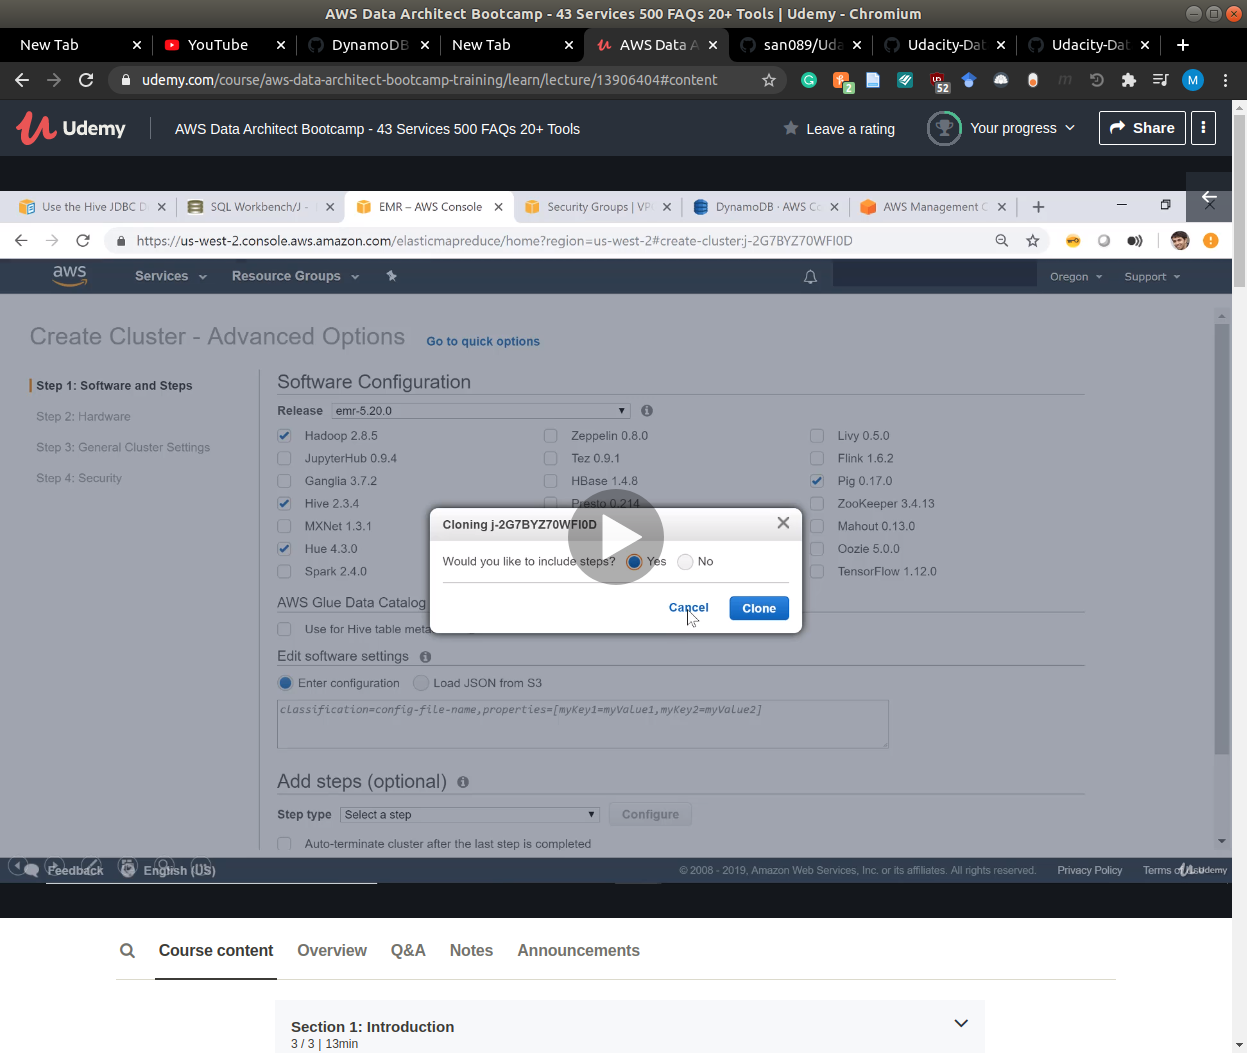 AWS Data Architect Bootcamp - 43 Services 500 FAQs 20+ Tools | Udemy - Chromium
New Tab YouTube DynamoDB New Tab AWS Data A san089/Uda Udacity-Dat Udacity-Dat
udemy.com/course/aws-data-architect-bootcamp-training/learn/lecture/13906404#content
2 52 m M
Udemy AWS Data Architect Bootcamp - 43 Services 500 FAQs 20+ Tools Leave a rating Your progress Share
Use the Hive JDBC D SQL Workbench/J - EMR – AWS Console Security Groups | VPC DynamoDB · AWS Co AWS Management C
https://us-west-2.console.aws.amazon.com/elasticmapreduce/home?region=us-west-2#create-cluster:j-2G7BYZ70WFI0D
aws Services Resource Groups Oregon Support
Create Cluster - Advanced Options Go to quick options
Step 1: Software and Steps
Step 2: Hardware
Step 3: General Cluster Settings
Step 4: Security
Software Configuration
Release emr-5.20.0
Hadoop 2.8.5 Zeppelin 0.8.0 Livy 0.5.0
JupyterHub 0.9.4 Tez 0.9.1 Flink 1.6.2
Ganglia 3.7.2 HBase 1.4.8 Pig 0.17.0
Hive 2.3.4 Presto 0.214 ZooKeeper 3.4.13
MXNet 1.3.1 Mahout 0.13.0
Hue 4.3.0 Oozie 5.0.0
Spark 2.4.0 TensorFlow 1.12.0
Cloning j-2G7BYZ70WFI0D
Would you like to include steps? Yes No
Cancel Clone
AWS Glue Data Catalog
Use for Hive table meta
Edit software settings
Enter configuration Load JSON from S3
classification=config-file-name,properties=[myKey1=myValue1,myKey2=myValue2]
Add steps (optional)
Step type Select a step Configure
Auto-terminate cluster after the last step is completed
Feedback English (US) © 2008 - 2019, Amazon Web Services, Inc. or its affiliates. All rights reserved. Privacy Policy Terms of Use Udemy
Course content Overview Q&A Notes Announcements
Section 1: Introduction
3 / 3 | 13min